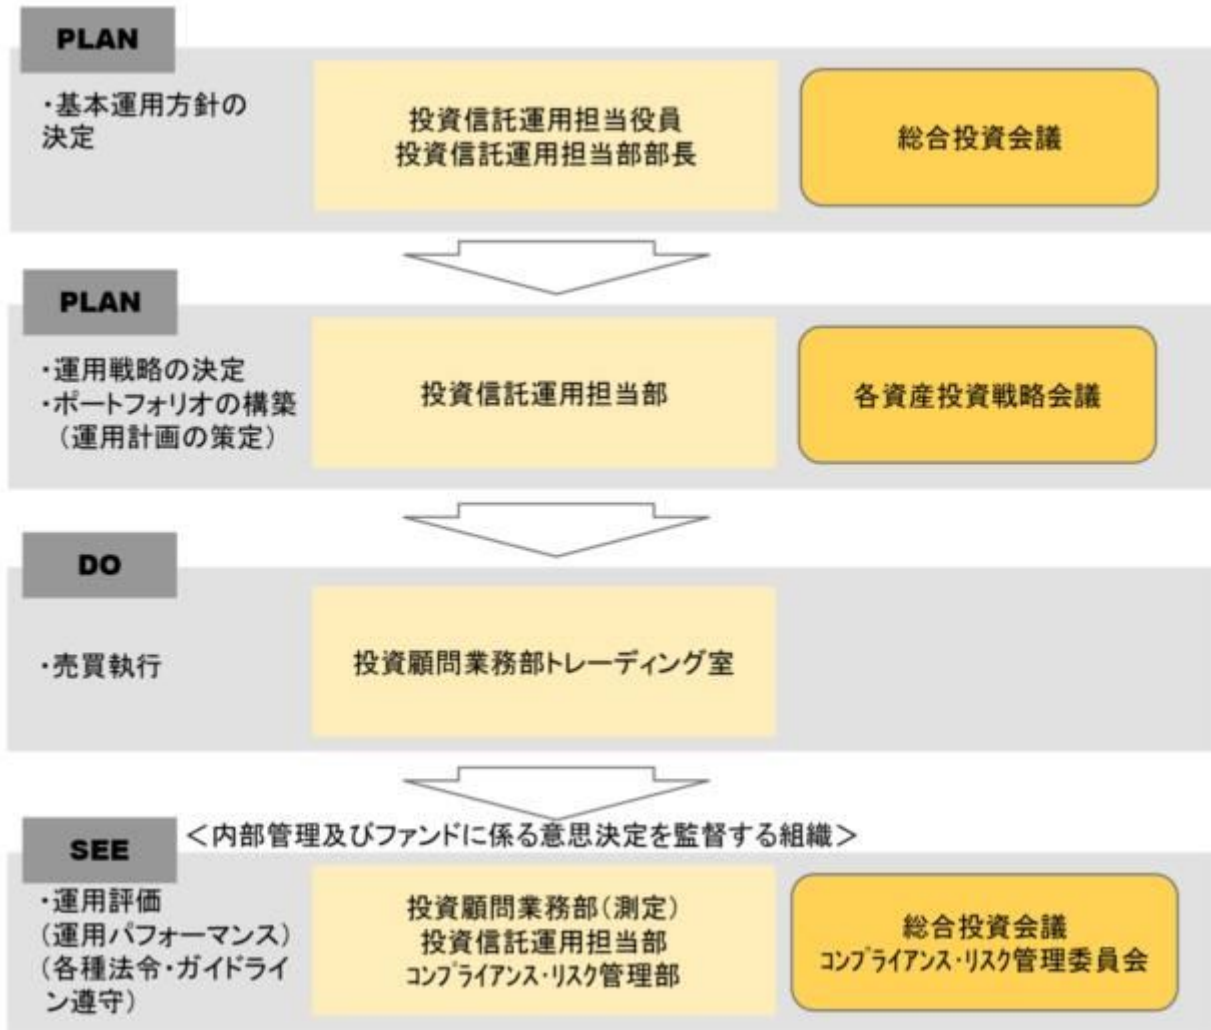 PLAN
・基本運用方針の
決定
投資信託運用担当役員
投資信託運用担当部部長
総合投資会議
PLAN
・運用戦略の決定
・ポートフォリオの構築
（運用計画の策定）
投資信託運用担当部
各資産投資戦略会議
DO
・売買執行
投資顧問業務部トレーディング室
SEE
＜内部管理及びファンドに係る意思決定を監督する組織＞
・運用評価
（運用パフォーマンス）
（各種法令・ガイドライ
ン遵守）
投資顧問業務部（測定）
投資信託運用担当部
ｺﾝﾌﾟﾗｲｱﾝｽ・ﾘｽｸ管理部
総合投資会議
ｺﾝﾌﾟﾗｲｱﾝｽ・ﾘｽｸ管理委員会